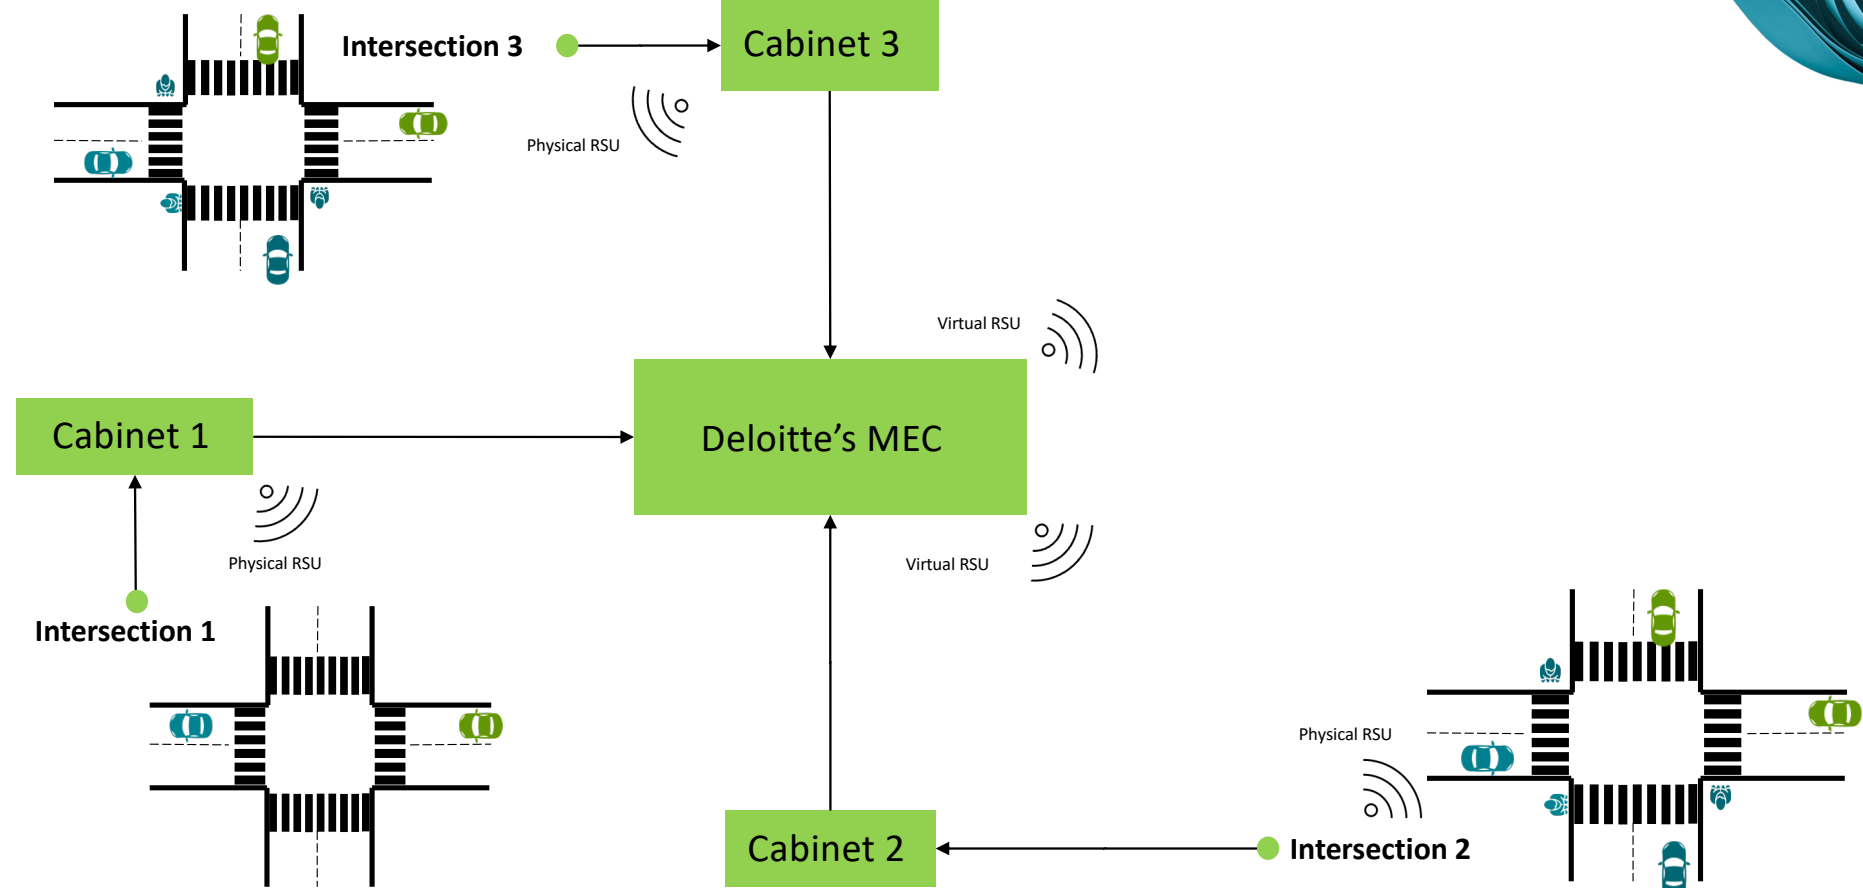 Intersection 3
Cabinet 3
Physical RSU
Virtual RSU
Cabinet 1
Deloitte’s MEC
Physical RSU
Virtual RSU
Intersection 1
Physical RSU
Cabinet 2
Intersection 2